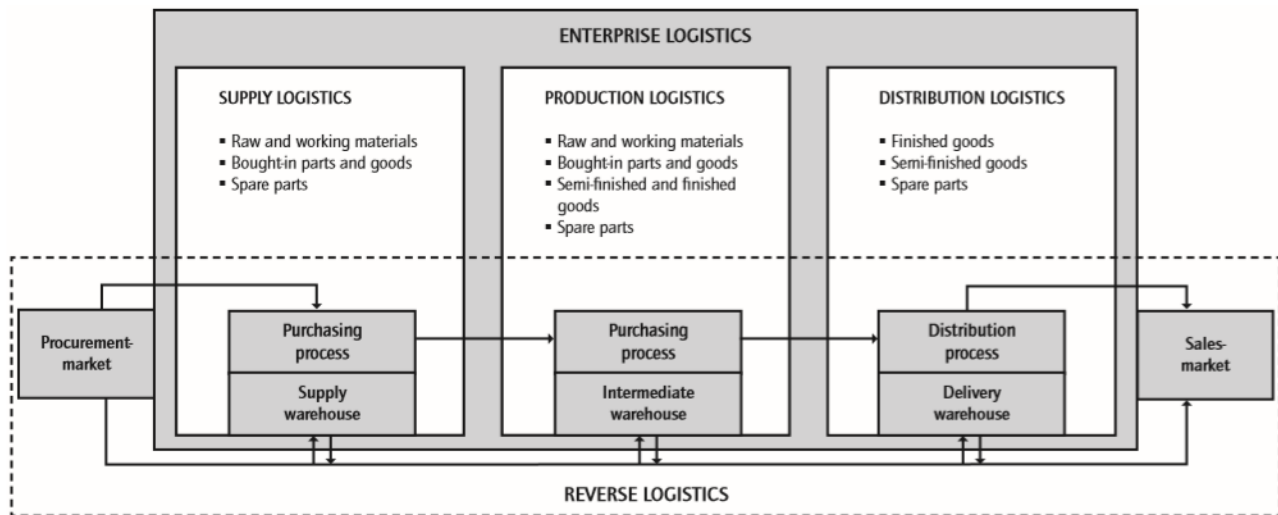 ENTERPRISE LOGISTICS
SUPPLY LOGISTICS
▪ Raw and working materials
▪ Bought-in parts and goods
▪ Spare parts
PRODUCTION LOGISTICS
▪ Raw and working materials
▪ Bought-in parts and goods
▪ Semi-finished and finished
goods
▪ Spare parts
DISTRIBUTION LOGISTICS
▪ Finished goods
▪ Semi-finished goods
▪ Spare parts
Procurement-
market
Purchasing
process
Supply
warehouse
Purchasing
process
Intermediate
warehouse
Distribution
process
Delivery
warehouse
Sales-
market
REVERSE LOGISTICS